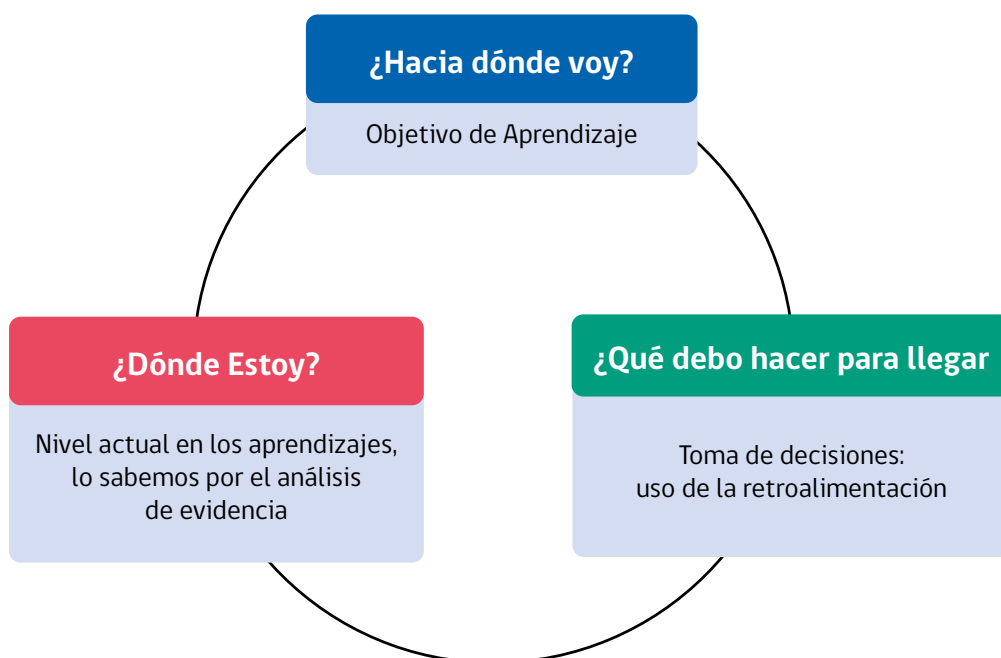 ¿Hacia dónde voy?
Objetivo de Aprendizaje
¿Dónde Estoy?
Nivel actual en los aprendizajes,
lo sabemos por el análisis
de evidencia
¿Qué debo hacer para llegar
Toma de decisiones:
uso de la retroalimentación